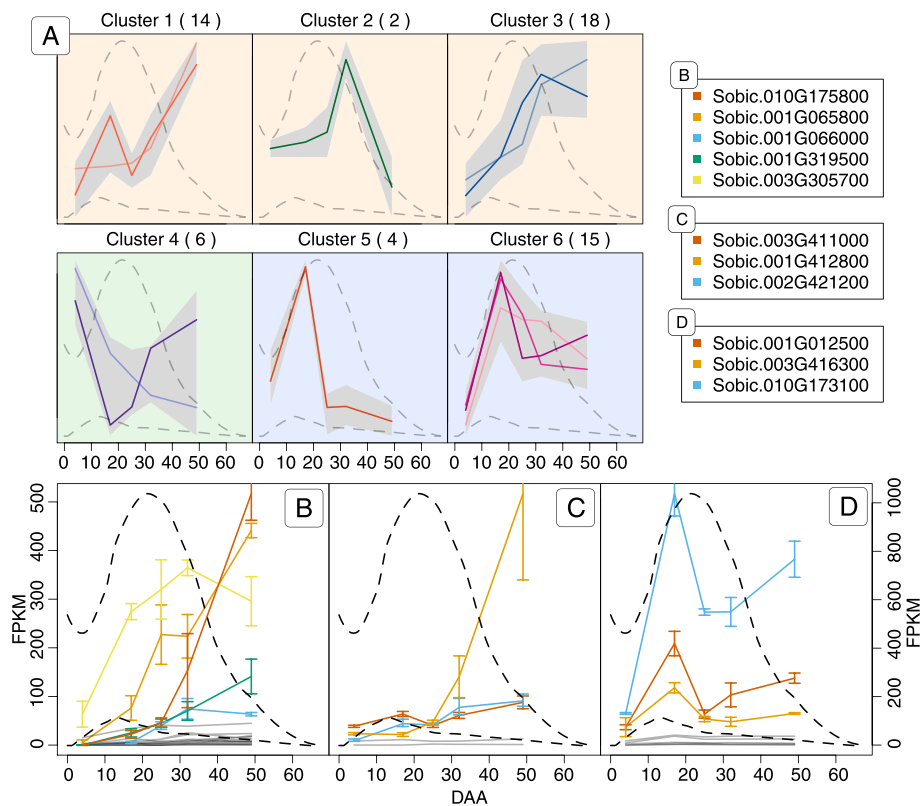 A
Cluster 1 ( 14 )
Cluster 2 ( 2 )
Cluster 3 ( 18 )
Cluster 4 ( 6 )
Cluster 5 ( 4 )
Cluster 6 ( 15 )
0 10 20 30 40 50 60
0 10 20 30 40 50 60
0 10 20 30 40 50 60
B
Sobic.010G175800
Sobic.001G065800
Sobic.001G066000
Sobic.001G319500
Sobic.003G305700
C
Sobic.003G411000
Sobic.001G412800
Sobic.002G421200
D
Sobic.001G012500
Sobic.003G416300
Sobic.010G173100
FPKM
500
400
300
200
100
0
B
C
D
1000
800
600
400
200
0
FPKM
0 10 20 30 40 50 60
0 10 20 30 40 50 60
0 10 20 30 40 50 60
DAA